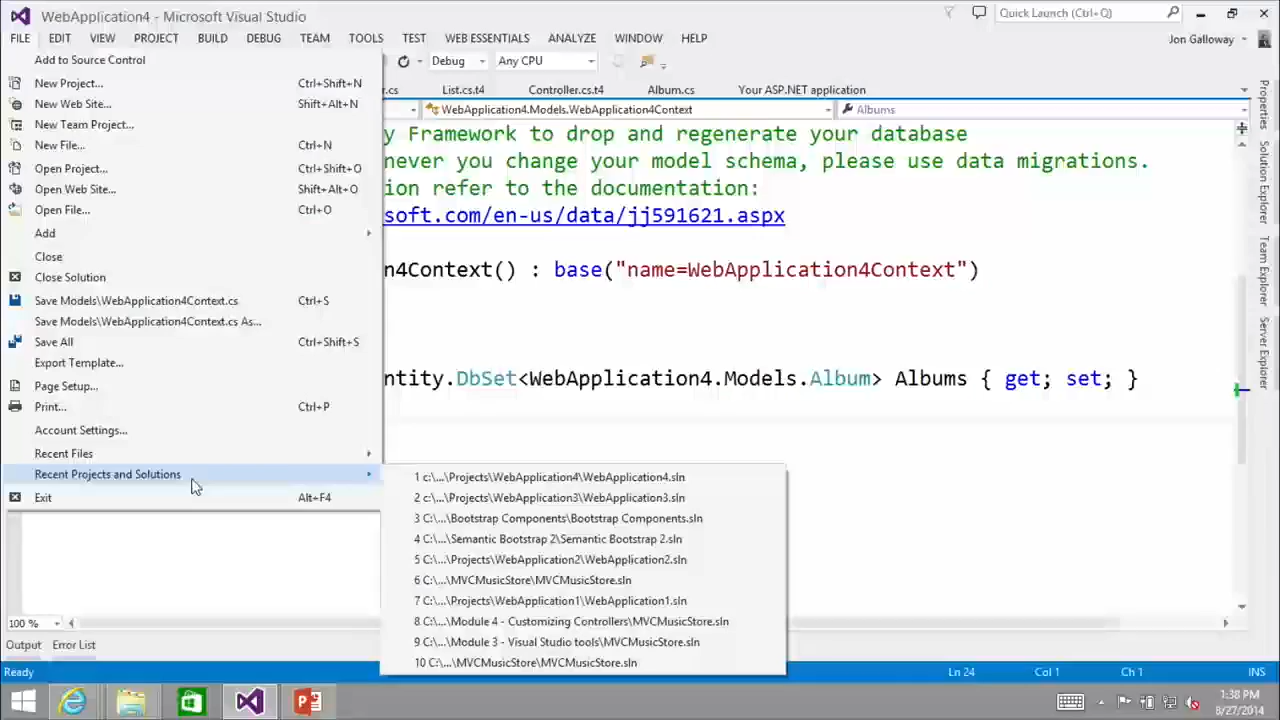 WebApplication4 - Microsoft Visual Studio
Quick Launch (Ctrl+Q)
FILE EDIT VIEW PROJECT BUILD DEBUG TEAM TOOLS TEST WEB ESSENTIALS ANALYZE WINDOW HELP
Jon Galloway
Debug Any CPU
r.cs List.cs.t4 Controller.cs.t4 Album.cs Your ASP.NET application
WebApplication4.Models.WebApplication4Context Albums
Add to Source Control
New Project... Ctrl+Shift+N
New Web Site... Shift+Alt+N
New Team Project...
New File... Ctrl+N
Open Project... Ctrl+Shift+O
Open Web Site... Shift+Alt+O
Open File... Ctrl+O
Add
Close
Close Solution
Save Models\WebApplication4Context.cs Ctrl+S
Save Models\WebApplication4Context.cs As...
Save All Ctrl+Shift+S
Export Template...
Page Setup...
Print... Ctrl+P
Account Settings...
Recent Files
Recent Projects and Solutions
Exit Alt+F4
y Framework to drop and regenerate your database
never you change your model schema, please use data migrations.
ion refer to the documentation:
soft.com/en-us/data/jj591621.aspx
n4Context() : base("name=WebApplication4Context")
ntity.DbSet<WebApplication4.Models.Album> Albums { get; set; }
1 c:\...\Projects\WebApplication4\WebApplication4.sln
2 c:\...\Projects\WebApplication3\WebApplication3.sln
3 C:\...\Bootstrap Components\Bootstrap Components.sln
4 C:\...\Semantic Bootstrap 2\Semantic Bootstrap 2.sln
5 C:\...\Projects\WebApplication2\WebApplication2.sln
6 C:\...\MVCMusicStore\MVCMusicStore.sln
7 C:\...\Projects\WebApplication1\WebApplication1.sln
8 C:\...\Module 4 - Customizing Controllers\MVCMusicStore.sln
9 C:\...\Module 3 - Visual Studio tools\MVCMusicStore.sln
10 C:\...\MVCMusicStore\MVCMusicStore.sln
Properties
Solution Explorer
Team Explorer
Server Explorer
100 %
Output Error List
Ready Ln 24 Col 1 Ch 1 INS
1:38 PM
8/27/2014